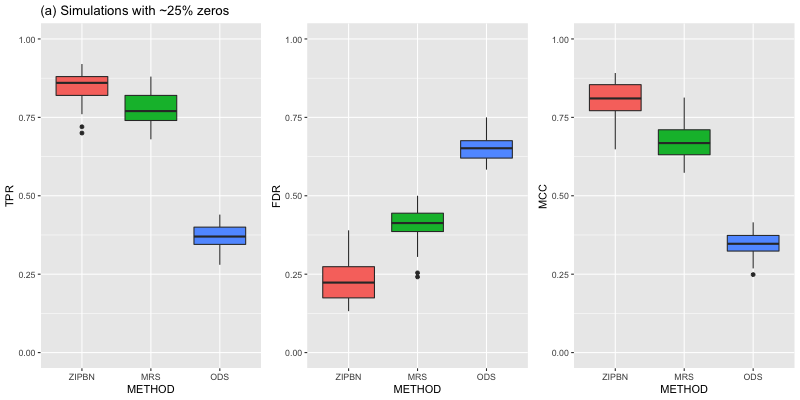 (a) Simulations with ~25% zeros
TPR
1.00
0.75
0.50
0.25
0.00
ZIPBN MRS ODS
METHOD
FDR
1.00
0.75
0.50
0.25
0.00
ZIPBN MRS ODS
METHOD
MCC
1.00
0.75
0.50
0.25
0.00
ZIPBN MRS ODS
METHOD